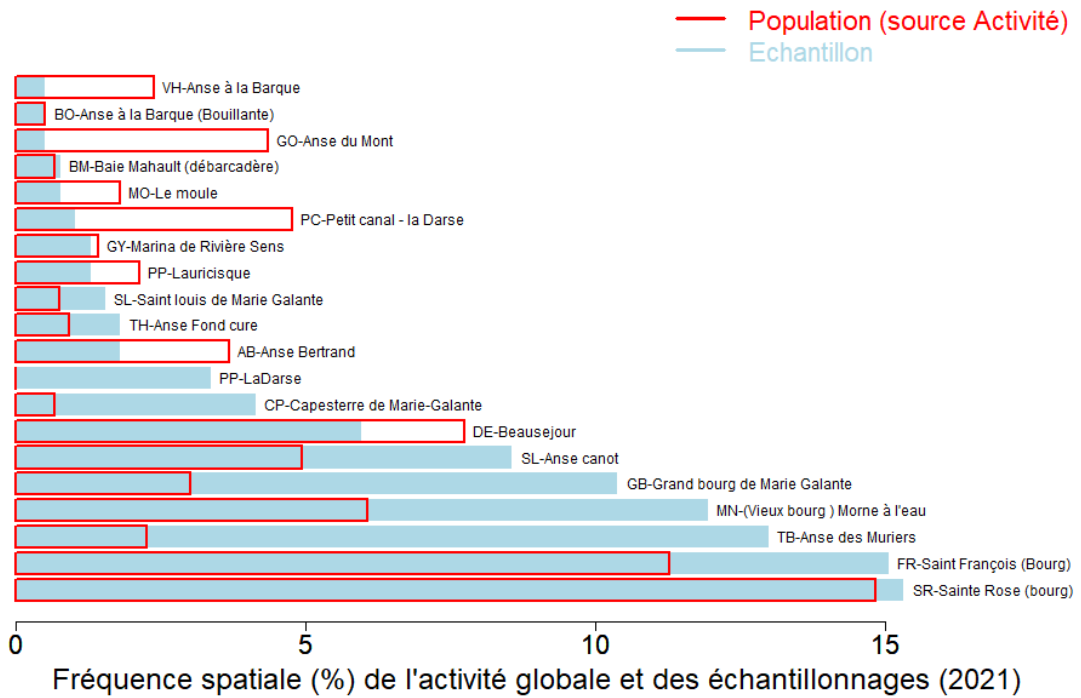 Population (source Activité)
Echantillon
VH-Anse à la Barque
BO-Anse à la Barque (Bouillante)
GO-Anse du Mont
BM-Baie Mahault (débarcadère)
MO-Le moule
PC-Petit canal - la Darse
GY-Marina de Rivière Sens
PP-Lauricisque
SL-Saint louis de Marie Galante
TH-Anse Fond cure
AB-Anse Bertrand
PP-LaDarse
CP-Capesterre de Marie-Galante
DE-Beausejour
SL-Anse canot
GB-Grand bourg de Marie Galante
MN-(Vieux bourg ) Morne à l'eau
TB-Anse des Muriers
FR-Saint François (Bourg)
SR-Sainte Rose (bourg)
0 5 10 15
Fréquence spatiale (%) de l'activité globale et des échantillonnages (2021)